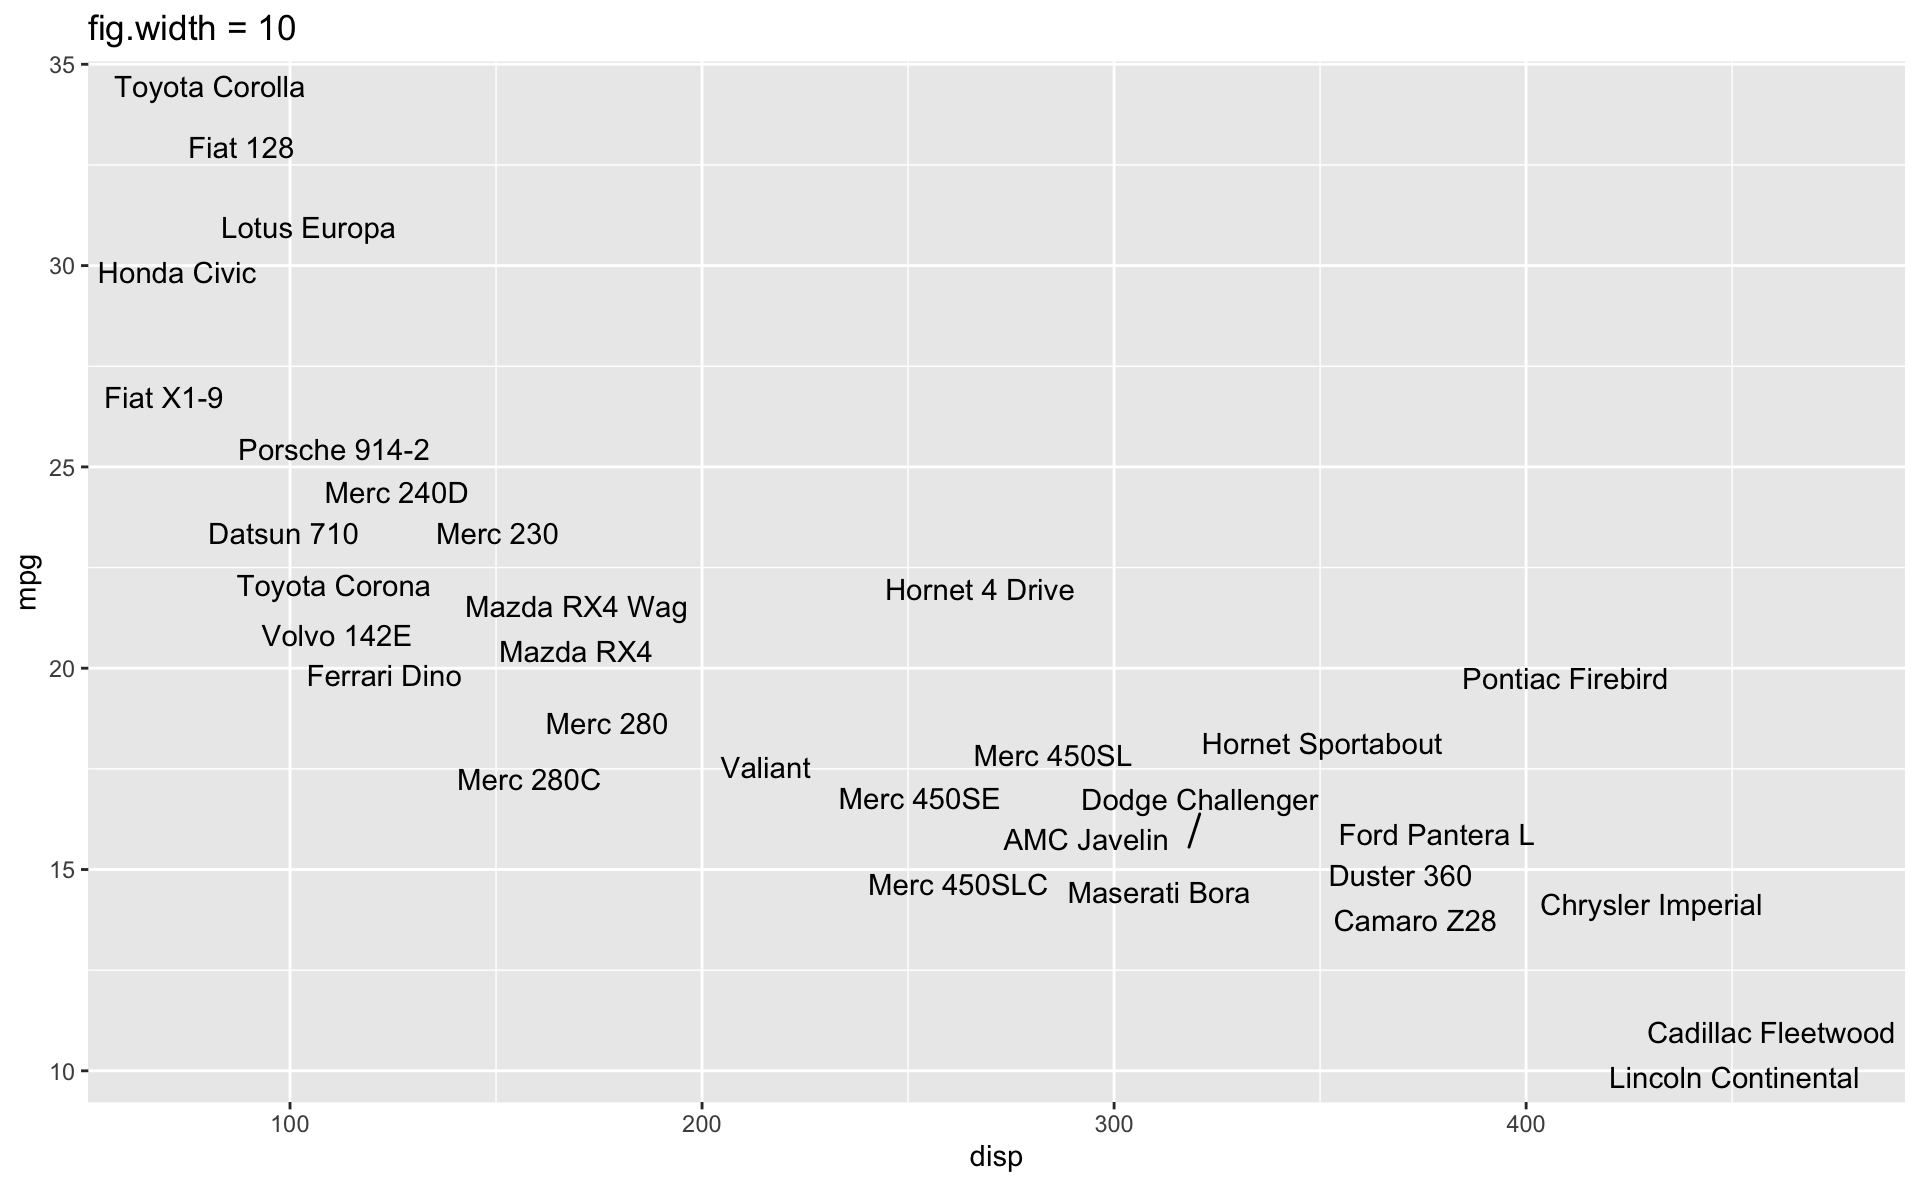 fig.width = 10
35
Toyota Corolla
Fiat 128
Lotus Europa
30
Honda Civic
Fiat X1-9
Porsche 914-2
25
Merc 240D
Datsun 710
Merc 230
mpg
Toyota Corona
Hornet 4 Drive
Mazda RX4 Wag
Volvo 142E
Mazda RX4
20
Ferrari Dino
Pontiac Firebird
Merc 280
Hornet Sportabout
Merc 450SL
Valiant
Merc 280C
Merc 450SE
Dodge Challenger
AMC Javelin
Ford Pantera L
15
Duster 360
Merc 450SLC
Maserati Bora
Chrysler Imperial
Camaro Z28
Cadillac Fleetwood
10
Lincoln Continental
100
200
300
400
disp